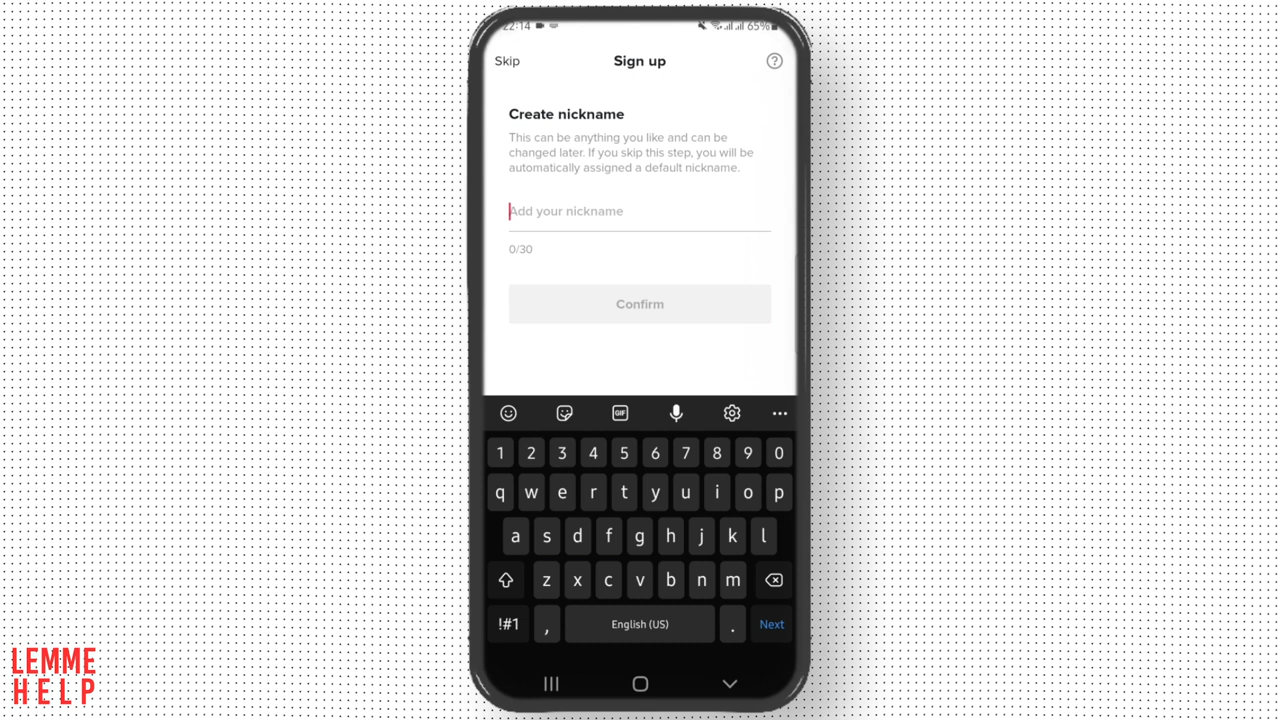 22:14
65%
Skip
Sign up
?
Create nickname
This can be anything you like and can be
changed later. If you skip this step, you will be
automatically assigned a default nickname.
Add your nickname
0/30
Confirm
GIF
1 2 3 4 5 6 7 8 9 0
q w e r t y u i o p
a s d f g h j k l
z x c v b n m
!#1 , English (US) . Next
LEMME
HELP